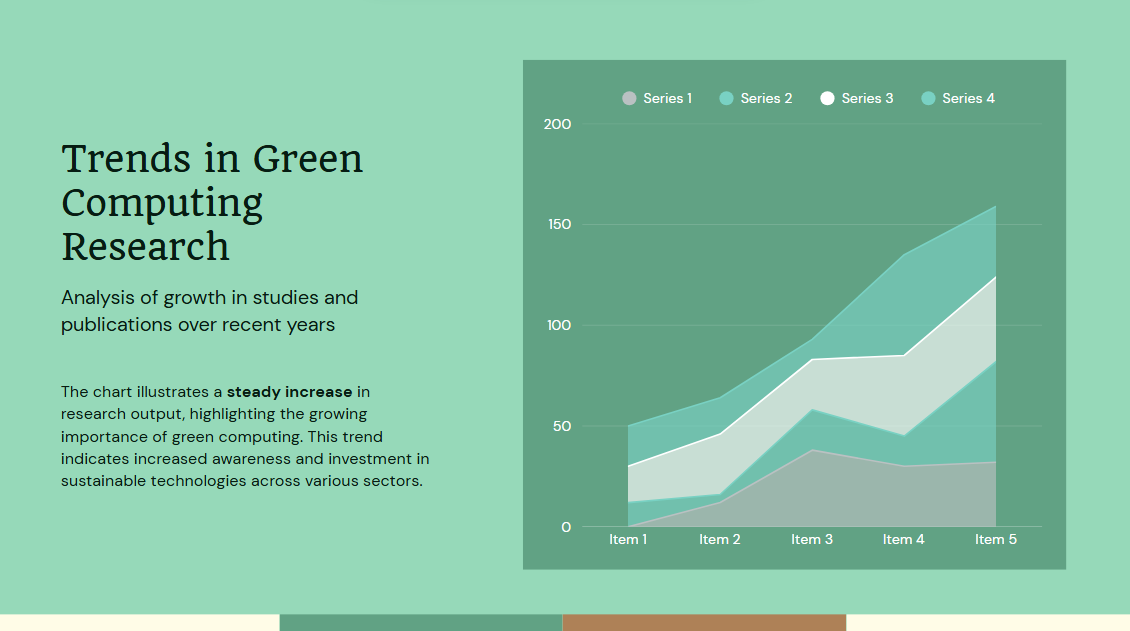 Trends in Green
Computing
Research
Analysis of growth in studies and
publications over recent years
The chart illustrates a steady increase in
research output, highlighting the growing
importance of green computing. This trend
indicates increased awareness and investment in
sustainable technologies across various sectors.
Series 1 Series 2 Series 3 Series 4
200
150
100
50
0
Item 1 Item 2 Item 3 Item 4 Item 5